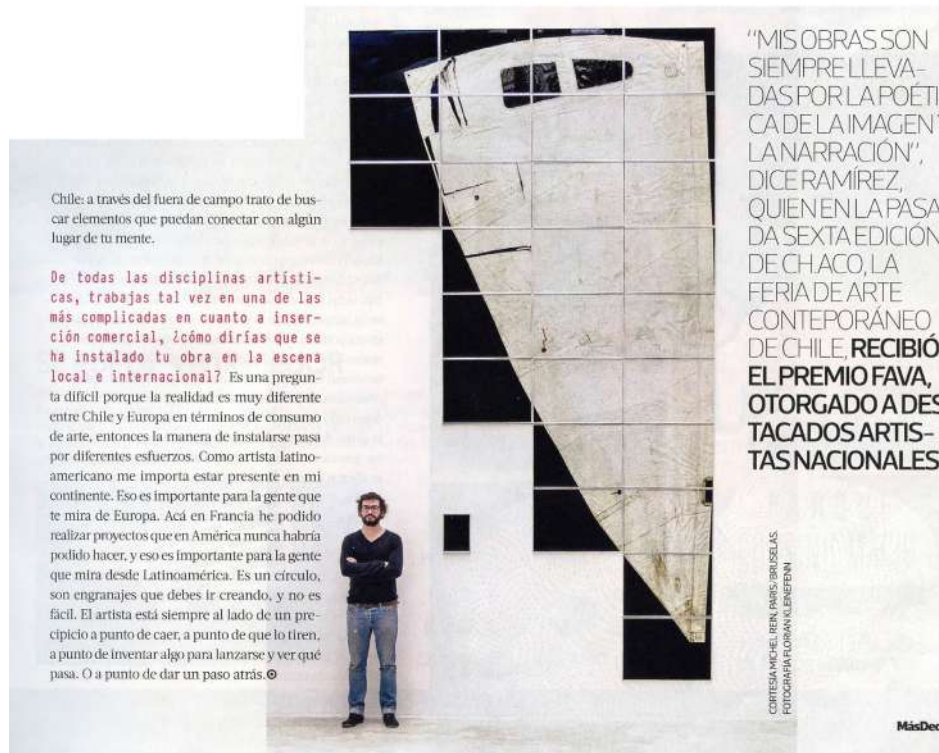 Chile: a través del fuera de campo trato de bus-
car elementos que puedan conectar con algún
lugar de tu mente.
De todas las disciplinas artísti-
cas, trabajas tal vez en una de las
más complicadas en cuanto a inser-
ción comercial, ¿cómo dirías que se
ha instalado tu obra en la escena
local e internacional? Es una pregun-
ta difícil porque la realidad es muy diferente
entre Chile y Europa en términos de consumo
de arte, entonces la manera de instalarse pasa
por diferentes esfuerzos. Como artista latino-
americano me importa estar presente en mi
continente. Eso es importante para la gente que
te mira de Europa. Acá en Francia he podido
realizar proyectos que en América nunca habría
podido hacer, y eso es importante para la gente
que mira desde Latinoamérica. Es un círculo,
son engranajes que debes ir creando, y no es
fácil. El artista está siempre al lado de un pre-
cipicio a punto de caer, a punto de que lo tiren,
a punto de inventar algo para lanzarse y ver qué
pasa. O a punto de dar un paso atrás.
"MIS OBRAS SON
SIEMPRE LLEVA-
DAS POR LA POÉTI
CA DE LA IMAGEN Y
LA NARRACIÓN",
DICE RAMÍREZ,
QUIEN EN LA PASA
DA SEXTA EDICIÓN
DE CH.ACO, LA
FERIA DE ARTE
CONTEPORÁNEO
DE CHILE, RECIBIÓ
EL PREMIO FAVA,
OTORGADO A DES
TACADOS ARTIS-
TAS NACIONALES
CORTESÍA MICHEL REIN, PARIS/BRUSELAS.
FOTOGRAFÍA FLORIAN KLEINEFENN
MásDec